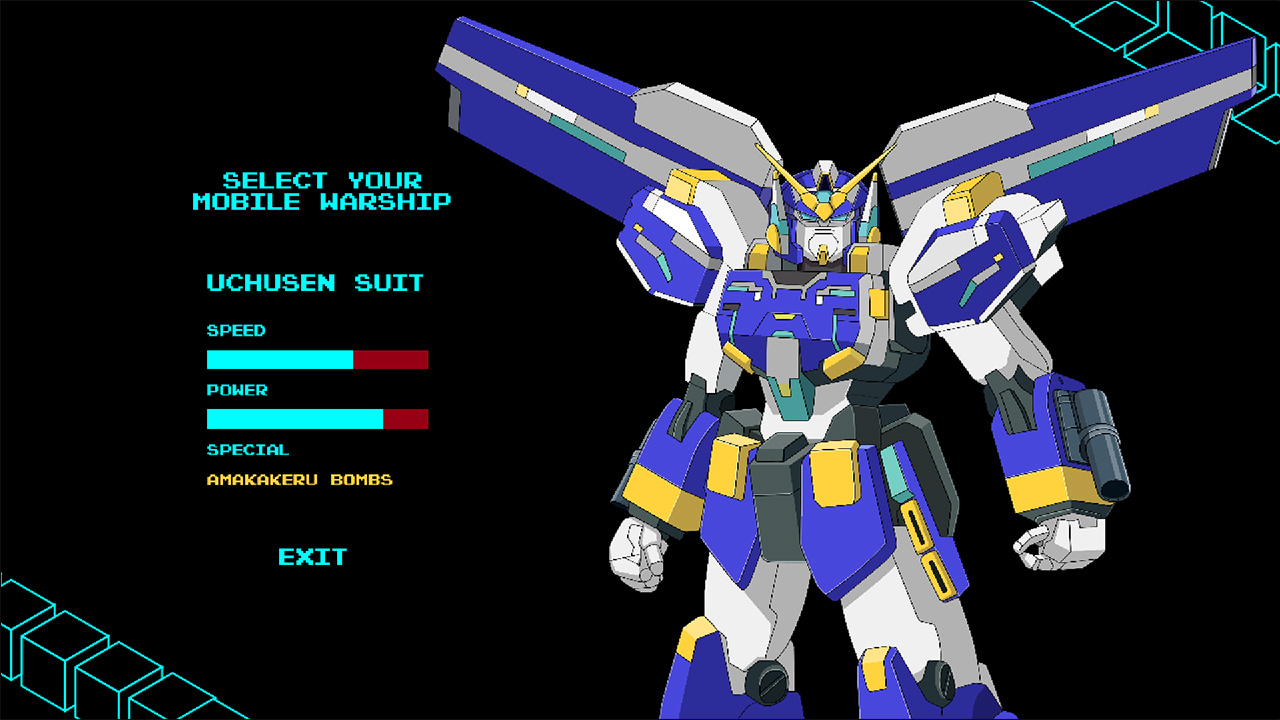 SELECT YOUR
MOBILE WARSHIP
UCHUSEN SUIT
SPEED
POWER
SPECIAL
AMAKAKERU BOMBS
EXIT